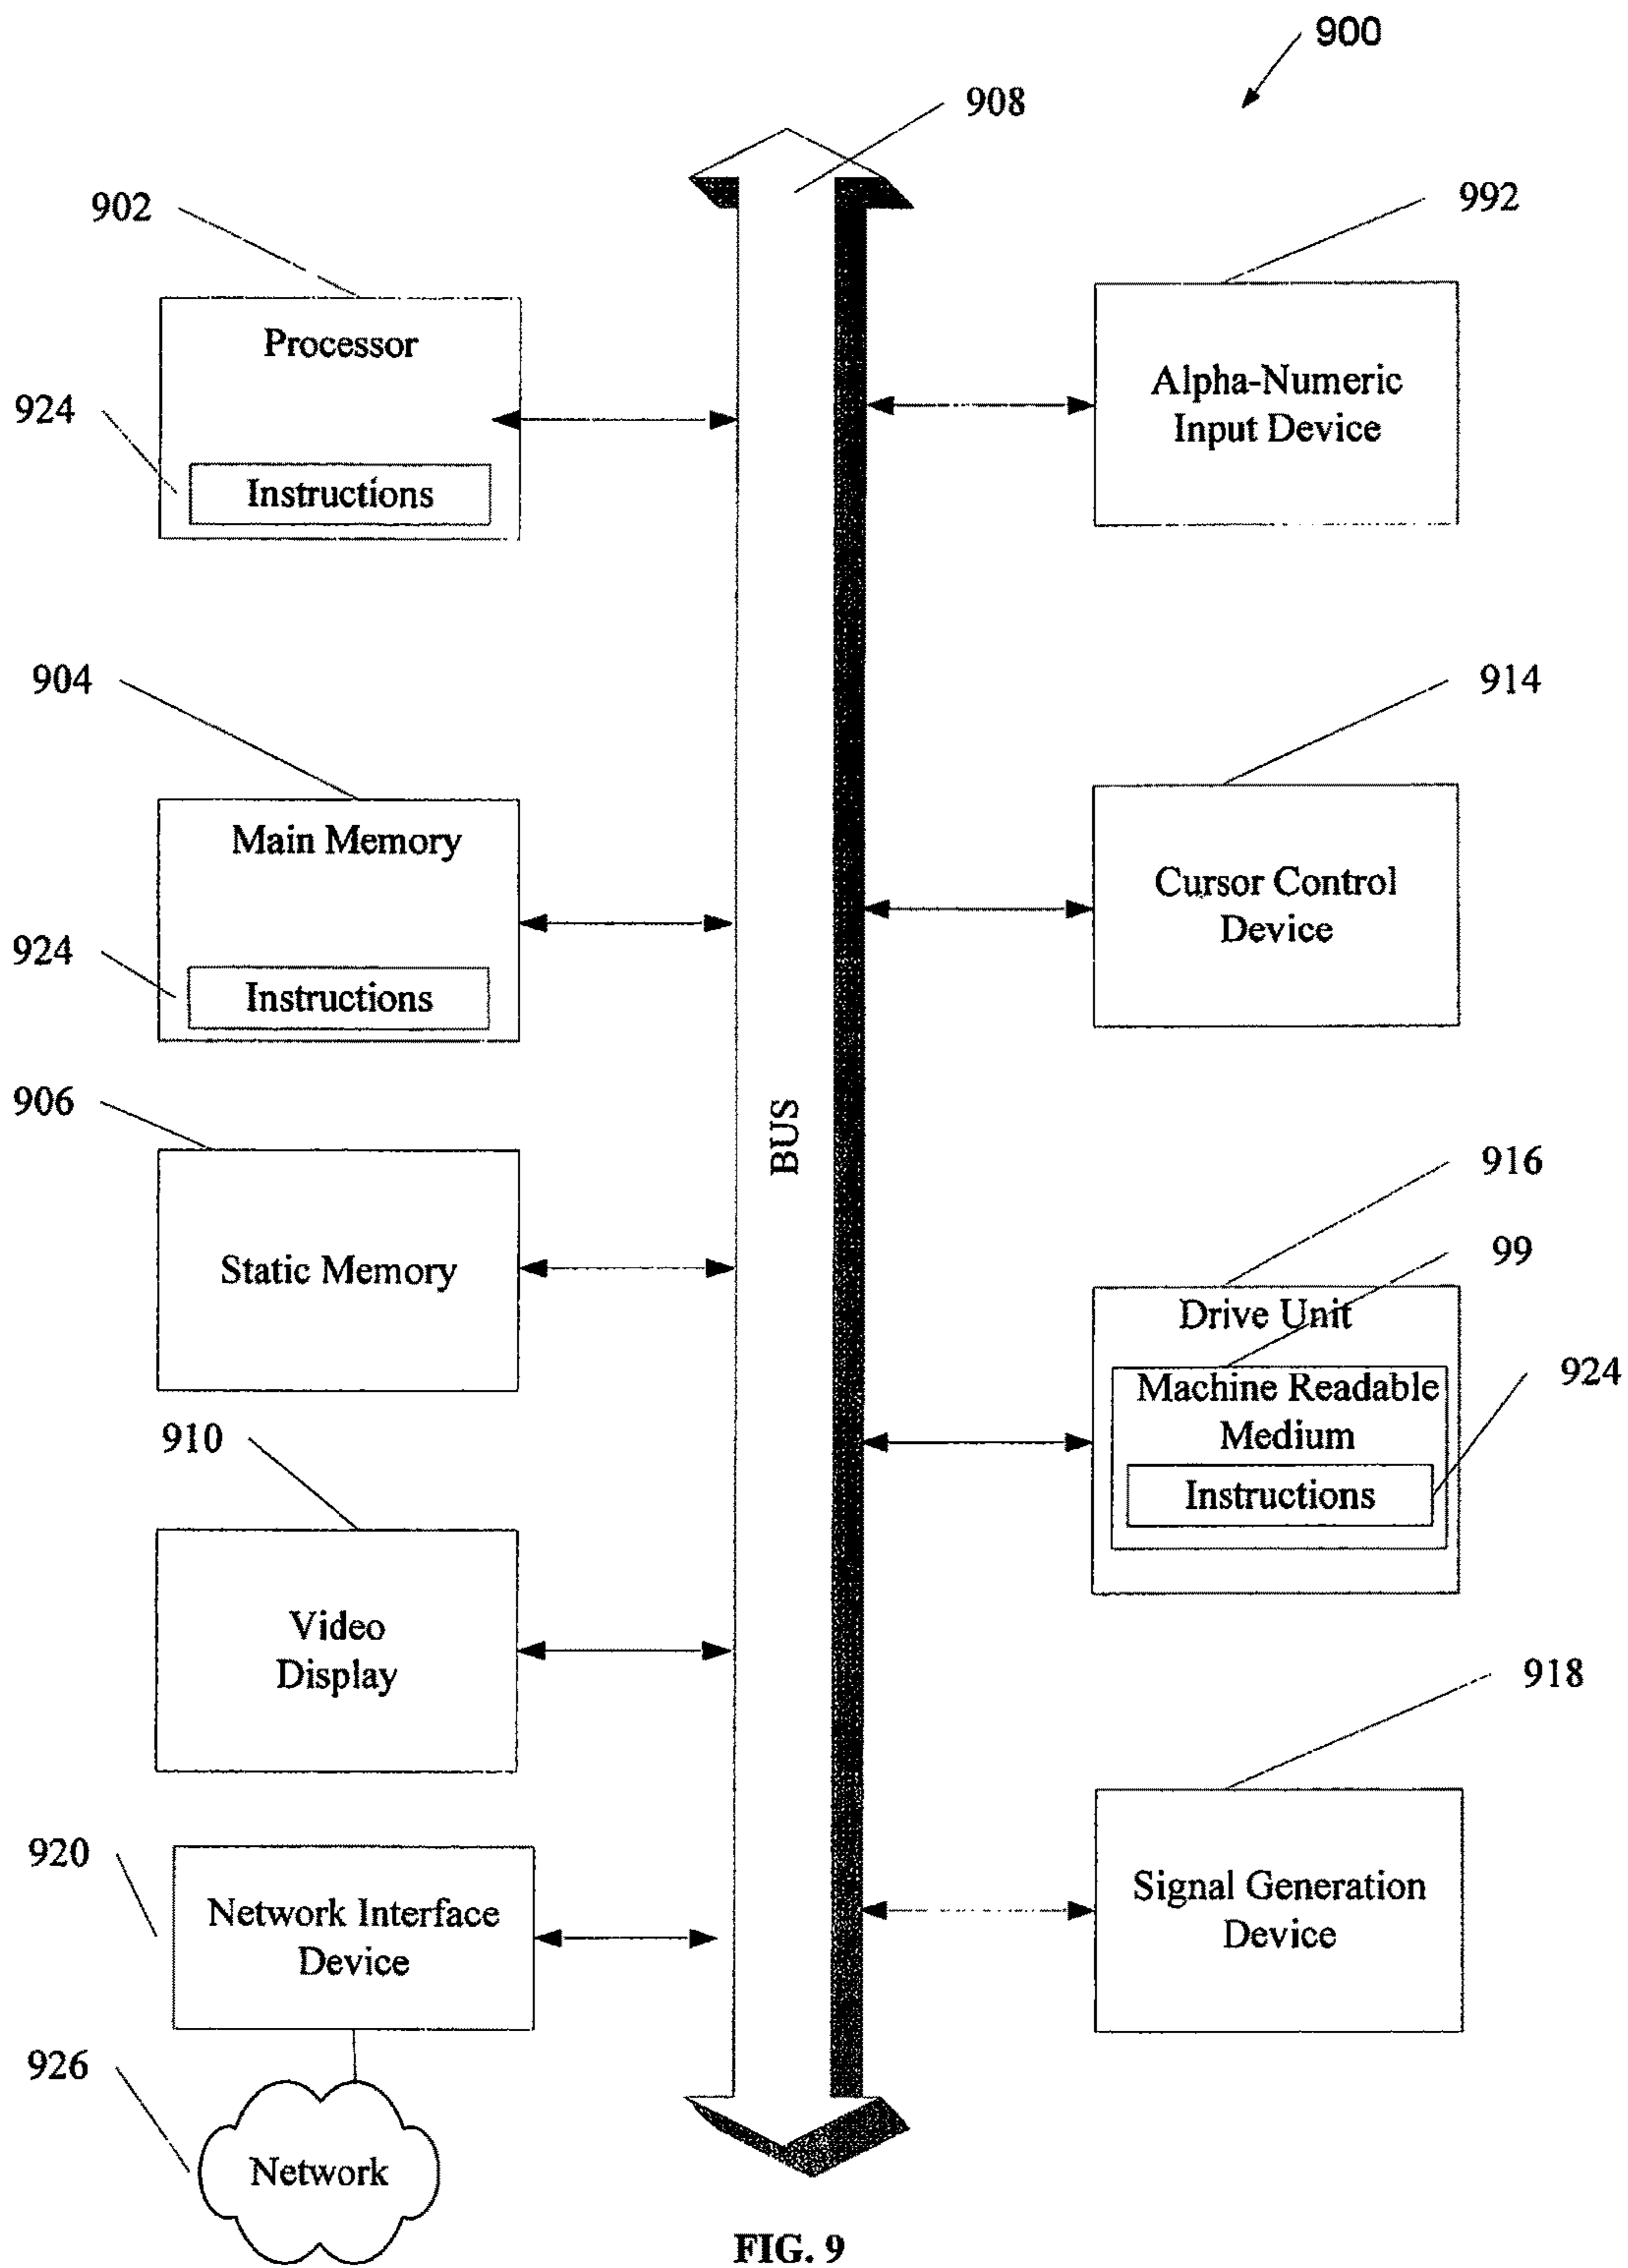 900
908
902
992
Processor
Alpha-Numeric
Input Device
924
Instructions
904
914
Main Memory
Cursor Control
Device
924
Instructions
906
BUS
916
99
Static Memory
Drive Unit
Machine Readable
Medium
924
Instructions
910
Video
Display
918
920
Network Interface
Device
Signal Generation
Device
926
Network
FIG. 9